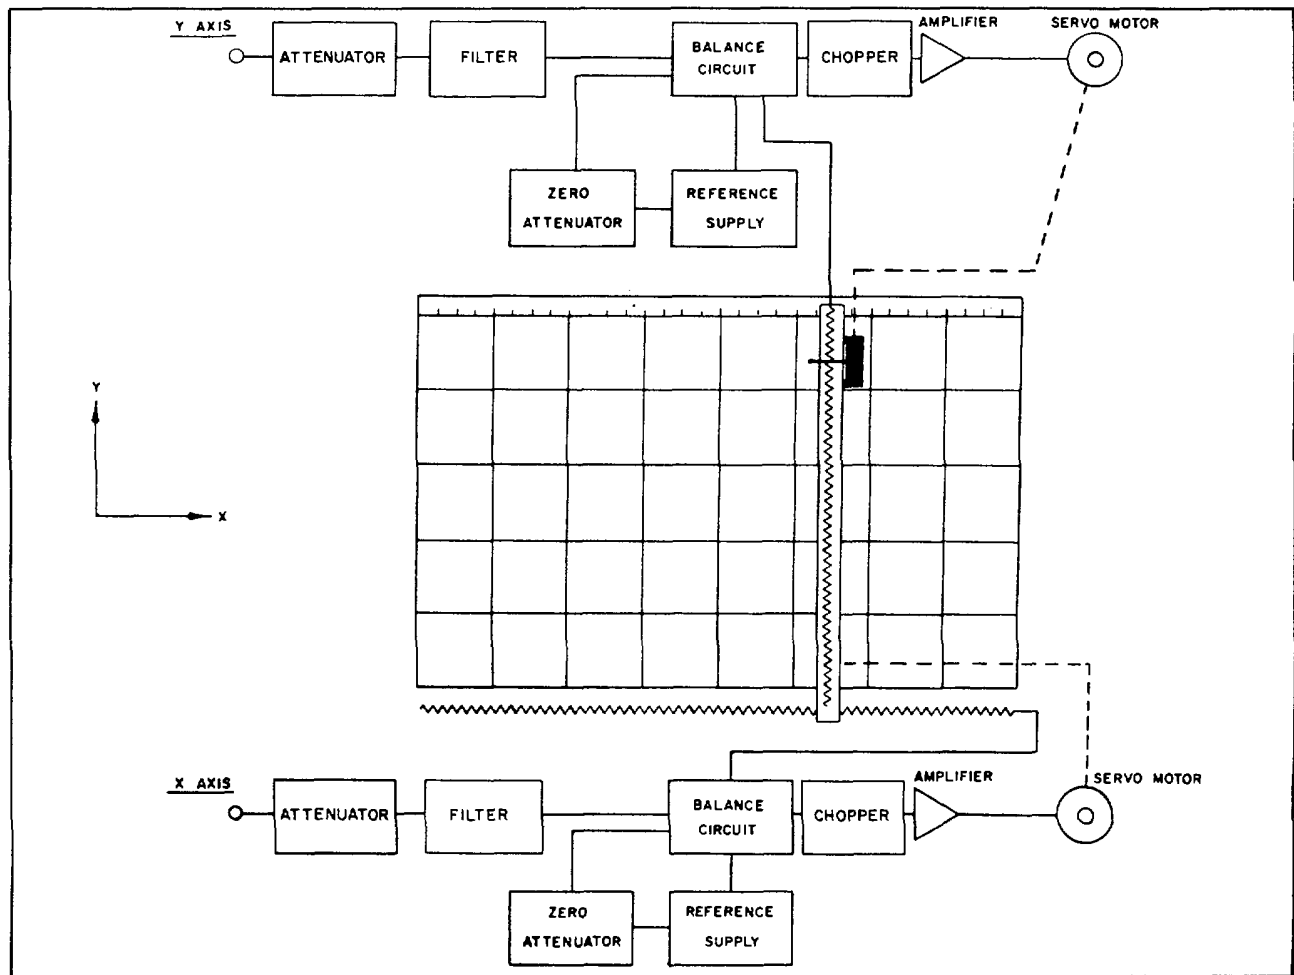 Y AXIS
ATTENUATOR
FILTER
BALANCE
CIRCUIT
CHOPPER
AMPLIFIER
SERVO MOTOR
ZERO
ATTENUATOR
REFERENCE
SUPPLY
Y
X
X AXIS
ATTENUATOR
FILTER
BALANCE
CIRCUIT
CHOPPER
AMPLIFIER
SERVO MOTOR
ZERO
ATTENUATOR
REFERENCE
SUPPLY